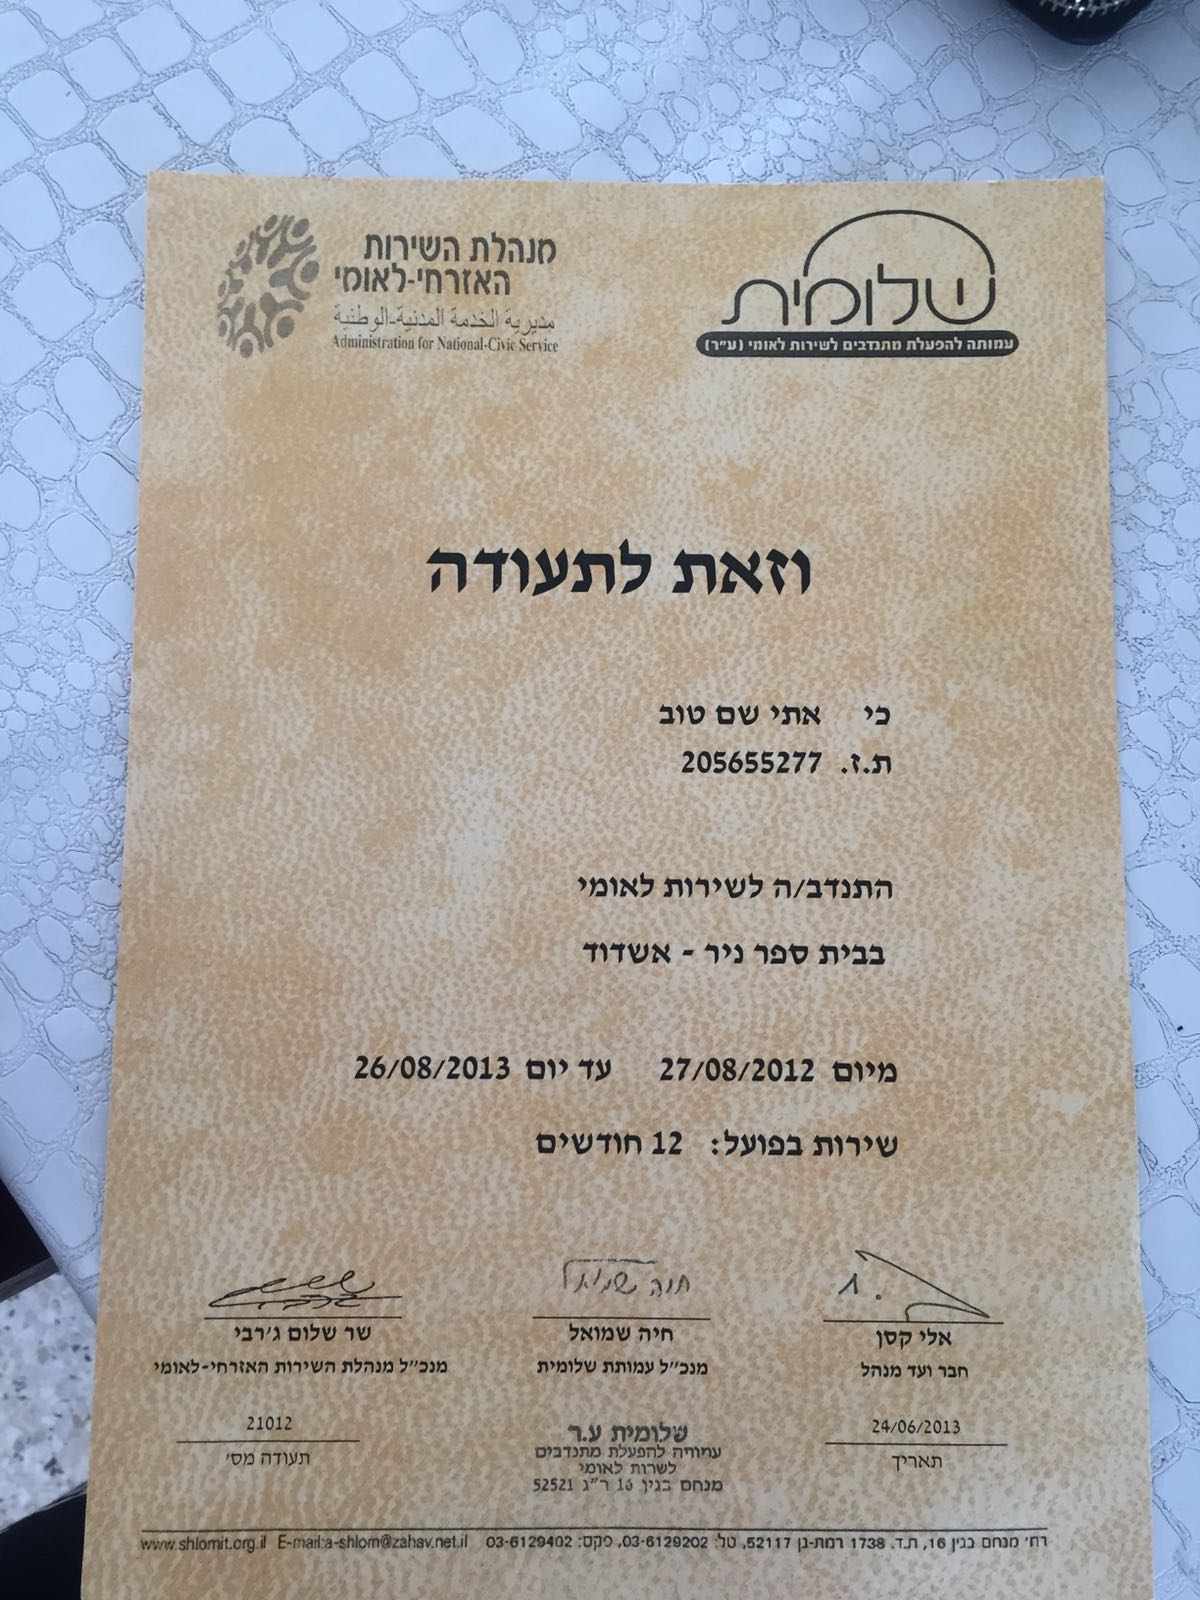 שלומית
עמותה להפעלת מתנדבים לשירות לאומי (ע"ר)
מנהלת השירות
האזרחי-לאומי
مديرية الخدمة المدنية-الوطنية
Administration for National-Civic Service
וזאת לתעודה
כי אתי שם טוב
ת.ז. 205655277
התנדב/ה לשירות לאומי
בבית ספר ניר - אשדוד
מיום 27/08/2012 עד יום 26/08/2013
שירות בפועל: 12 חודשים
חיה שמואל
אלי קסן
חבר ועד מנהל
חיה שמואל
מנכ"ל עמותת שלומית
שר שלום ג'רבי
מנכ"ל מנהלת השירות האזרחי-לאומי
24/06/2013
תאריך
שלומית ע.ר
עמותה להפעלת מתנדבים
לשרות לאומי
מנחם בגין 16 ר"ג 52521
21012
תעודה מס'
רח' מנחם בגין 16, ת.ד. 1738 רמת-גן 52117, טל: 03-6129202, פקס: 03-6129402 E-mail:a-shlom@zahav.net.il www.shlomit.org.il